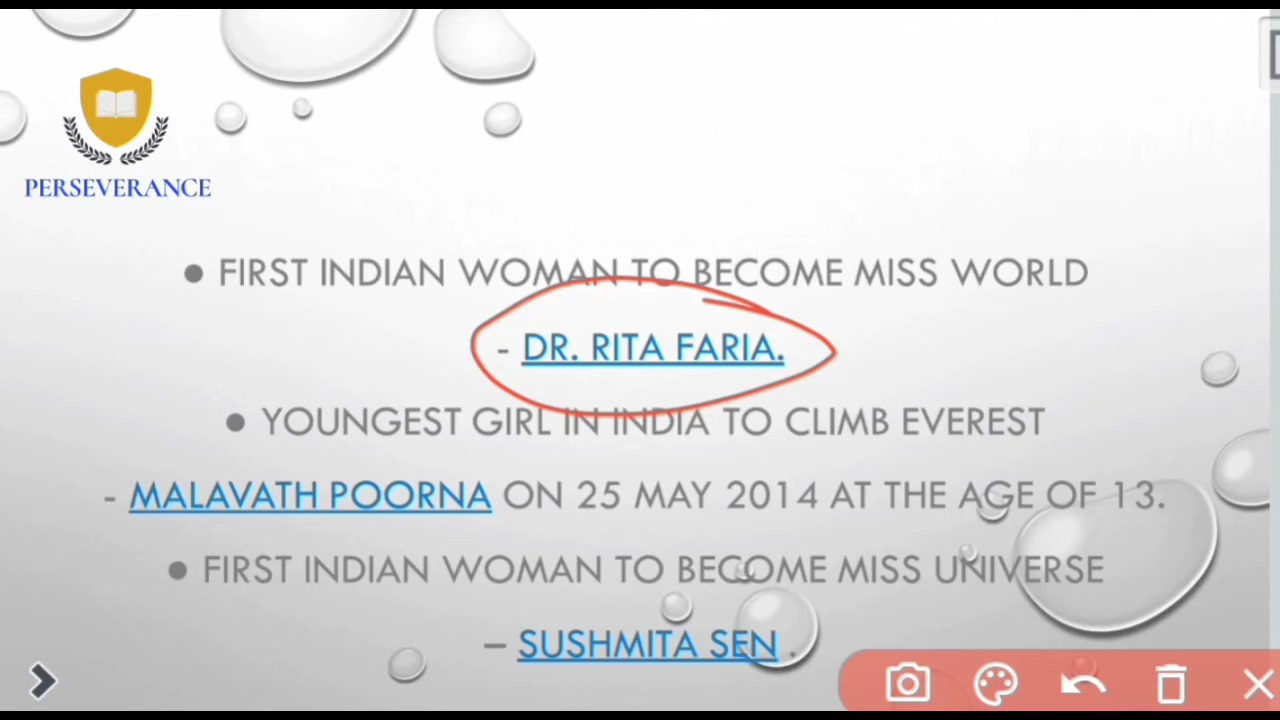 PERSEVERANCE
● FIRST INDIAN WOMAN TO BECOME MISS WORLD
- DR. RITA FARIA.
● YOUNGEST GIRL IN INDIA TO CLIMB EVEREST
- MALAVATH POORNA ON 25 MAY 2014 AT THE AGE OF 13.
● FIRST INDIAN WOMAN TO BECOME MISS UNIVERSE
– SUSHMITA SEN .